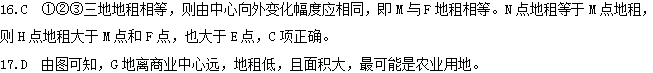 16.C ①②③三地地租相等，则由中心向外变化幅度应相同，即M与F地租相等。N点地租等于M点地租，
则H点地租大于M点和F点，也大于E点，C项正确。
17.D 由图可知，G地离商业中心远，地租低，且面积大，最可能是农业用地。